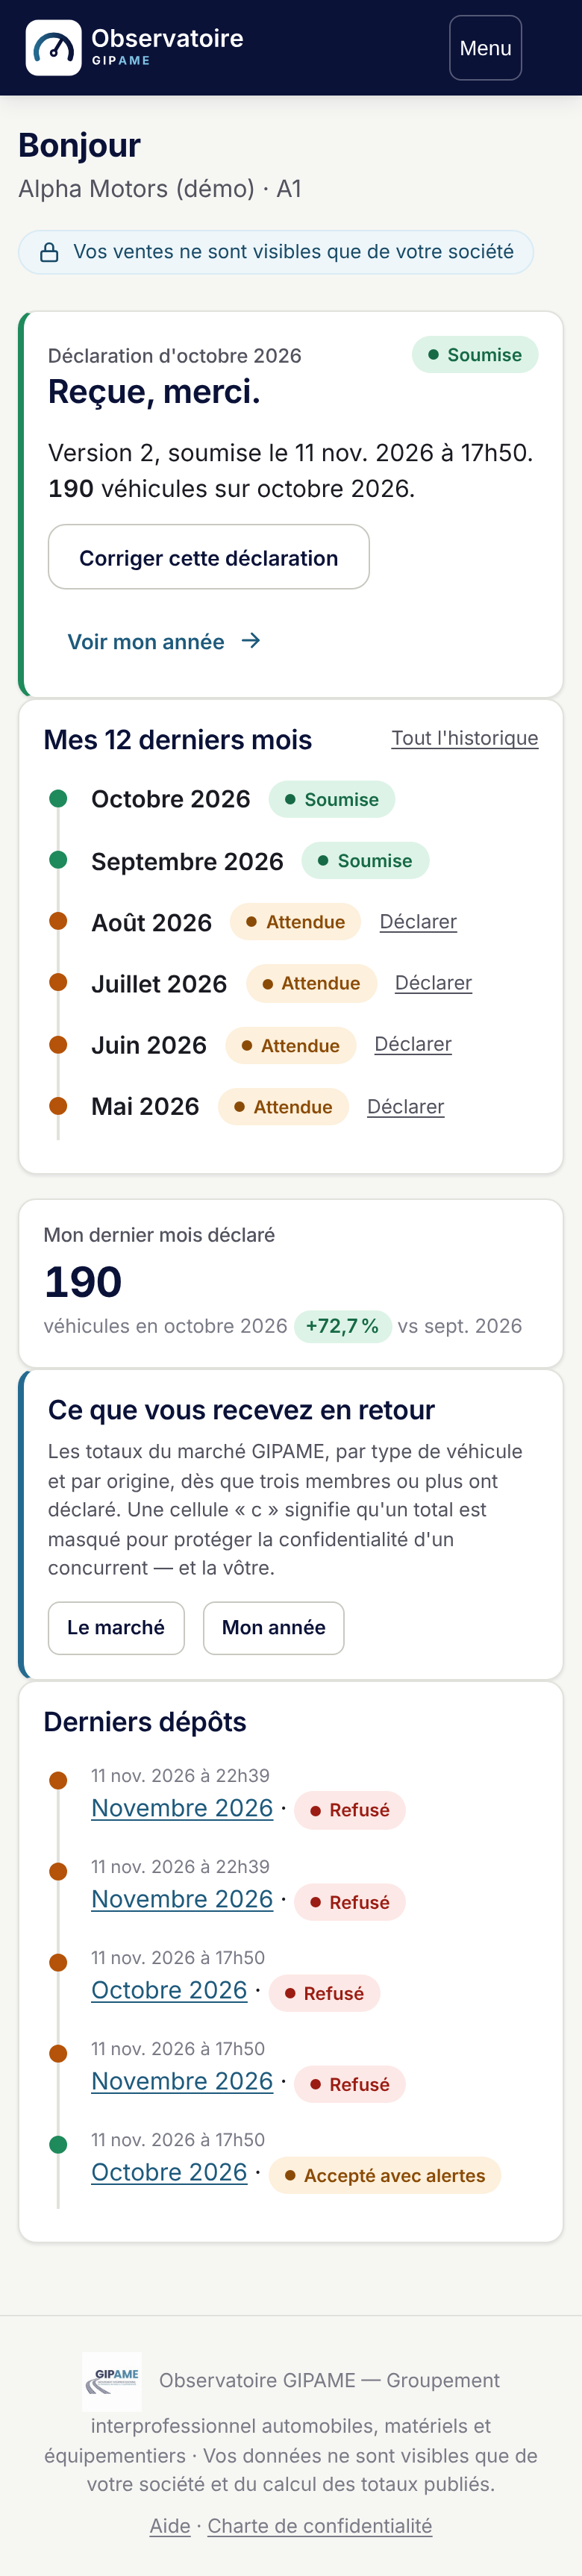 Observatoire
GIPAME
Menu
Bonjour
Alpha Motors (démo) · A1
Vos ventes ne sont visibles que de votre société
Déclaration d'octobre 2026
Soumise
Reçue, merci.
Version 2, soumise le 11 nov. 2026 à 17h50.
190 véhicules sur octobre 2026.
Corriger cette déclaration
Voir mon année →
Mes 12 derniers mois
Tout l'historique
Octobre 2026 Soumise
Septembre 2026 Soumise
Août 2026 Attendue Déclarer
Juillet 2026 Attendue Déclarer
Juin 2026 Attendue Déclarer
Mai 2026 Attendue Déclarer
Mon dernier mois déclaré
190
véhicules en octobre 2026 +72,7 % vs sept. 2026
Ce que vous recevez en retour
Les totaux du marché GIPAME, par type de véhicule
et par origine, dès que trois membres ou plus ont
déclaré. Une cellule « c » signifie qu'un total est
masqué pour protéger la confidentialité d'un
concurrent — et la vôtre.
Le marché
Mon année
Derniers dépôts
11 nov. 2026 à 22h39
Novembre 2026 · Refusé
11 nov. 2026 à 22h39
Novembre 2026 · Refusé
11 nov. 2026 à 17h50
Octobre 2026 · Refusé
11 nov. 2026 à 17h50
Novembre 2026 · Refusé
11 nov. 2026 à 17h50
Octobre 2026 · Accepté avec alertes
GIPAME
Observatoire GIPAME — Groupement
interprofessionnel automobiles, matériels et
équipementiers · Vos données ne sont visibles que de
votre société et du calcul des totaux publiés.
Aide · Charte de confidentialité